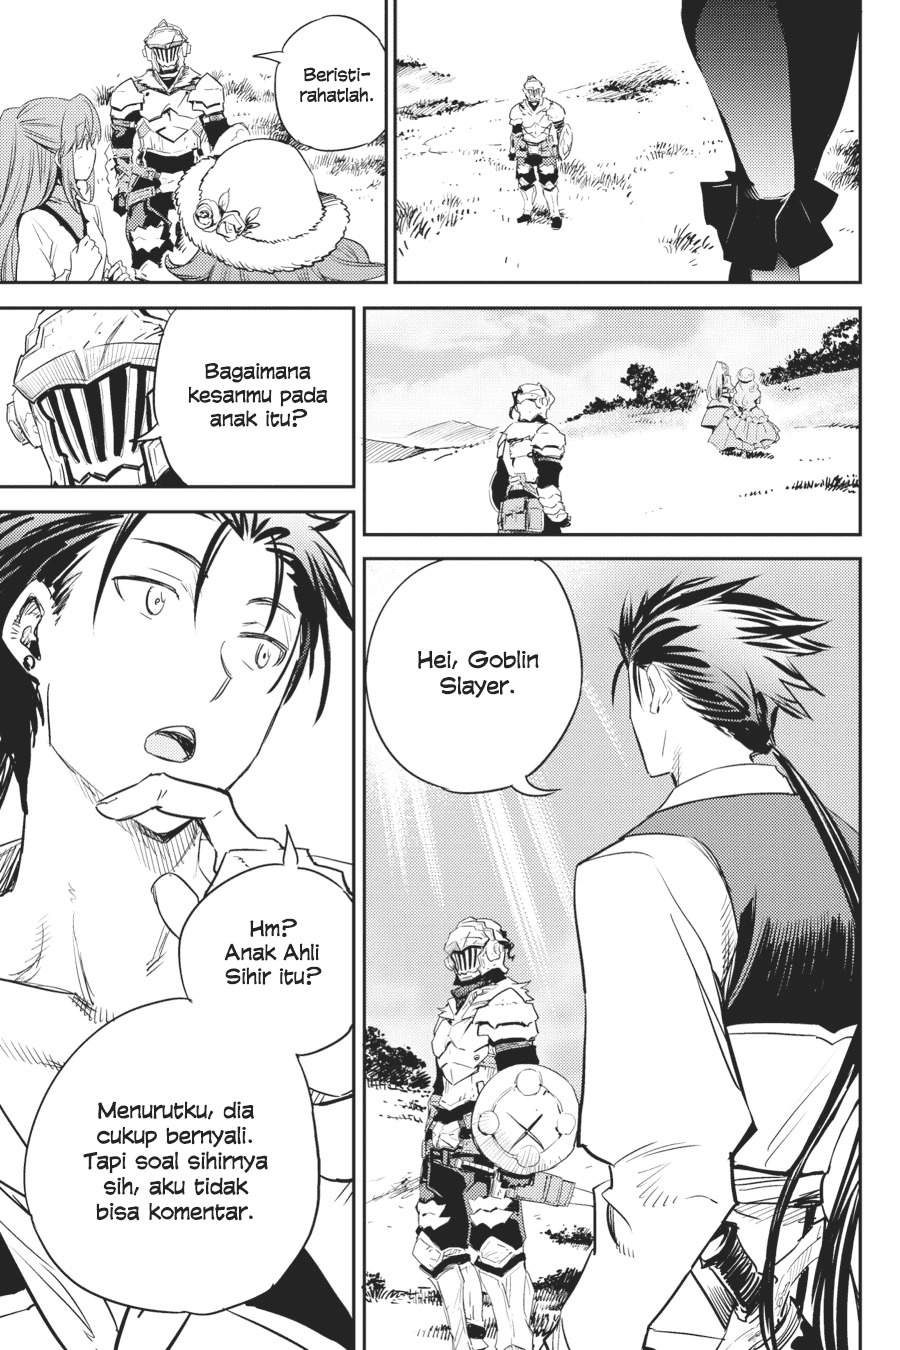 Beristi-
rahatlah.
Bagaimana
kesanmu pada
anak itu?
Hei, Goblin
Slayer.
Hm?
Anak Ahli
Sihir itu?
Menurutku, dia
cukup bernyali.
Tapi soal sihirnya
sih, aku tidak
bisa komentar.